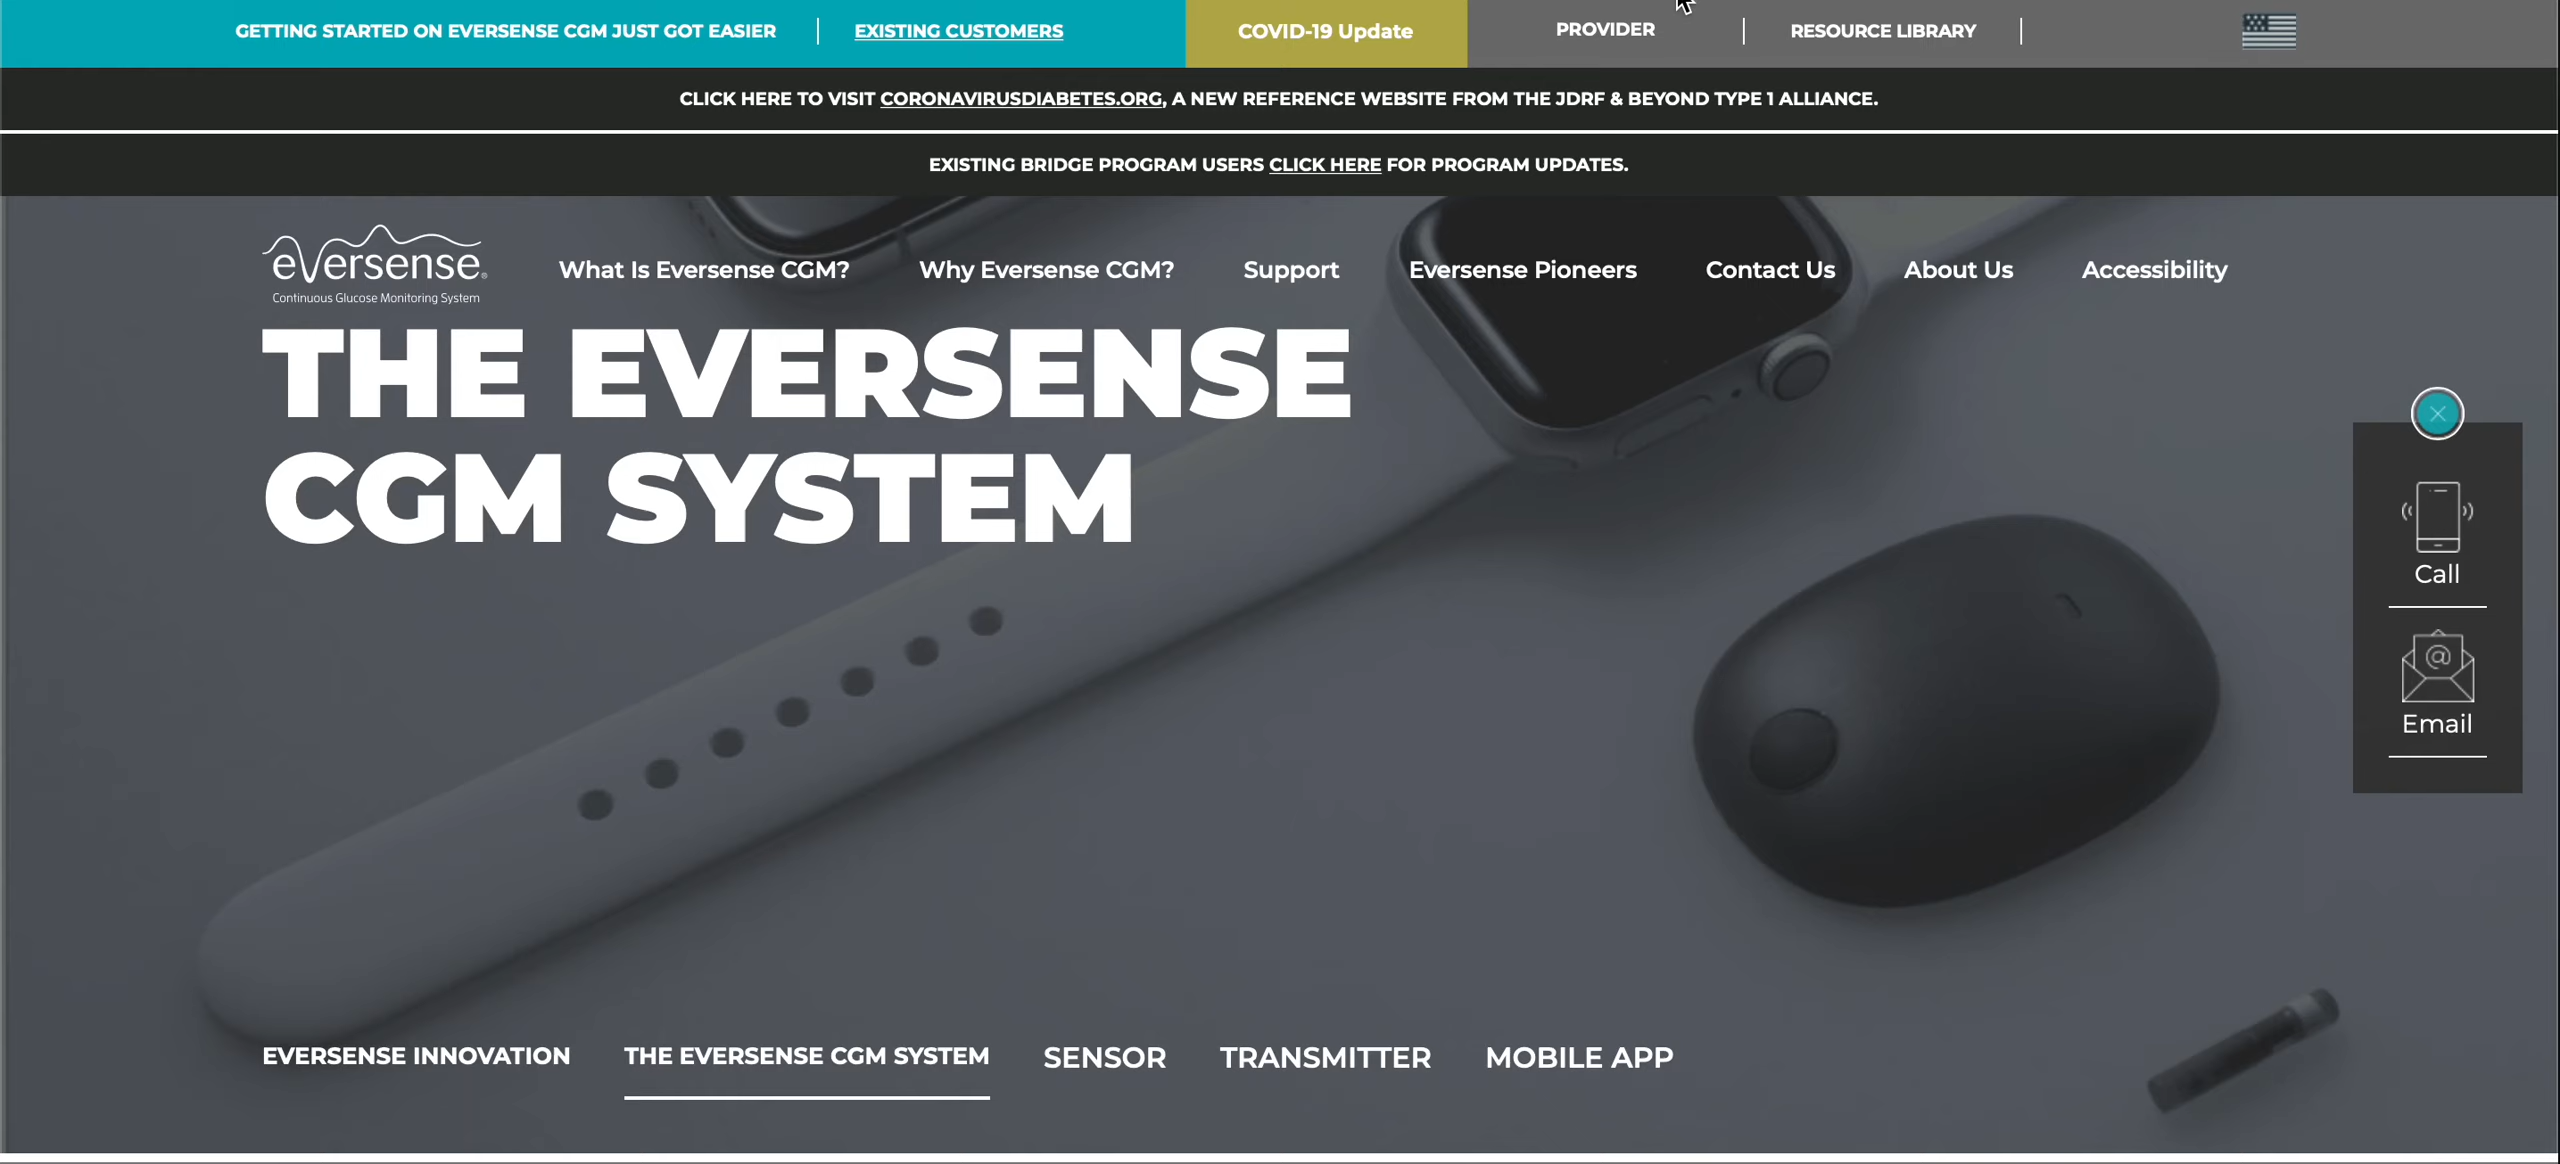 GETTING STARTED ON EVERSENSE CGM JUST GOT EASIER
EXISTING CUSTOMERS
COVID-19 Update
PROVIDER
RESOURCE LIBRARY
CLICK HERE TO VISIT CORONAVIRUSDIABETES.ORG, A NEW REFERENCE WEBSITE FROM THE JDRF & BEYOND TYPE 1 ALLIANCE.
EXISTING BRIDGE PROGRAM USERS CLICK HERE FOR PROGRAM UPDATES.
eversense®
Continuous Glucose Monitoring System
What Is Eversense CGM?
Why Eversense CGM?
Support
Eversense Pioneers
Contact Us
About Us
Accessibility
THE EVERSENSE
CGM SYSTEM
Call
@
Email
EVERSENSE INNOVATION
THE EVERSENSE CGM SYSTEM
SENSOR
TRANSMITTER
MOBILE APP